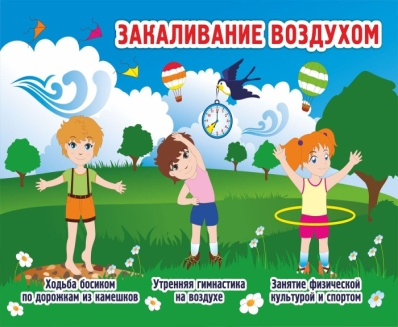 ЗАКАЛИВАНИЕ ВОЗДУХОМ
Ходьба босиком
по дорожкам из камешков
Утренняя гимнастика
на воздухе
Занятие физической
культурой и спортом